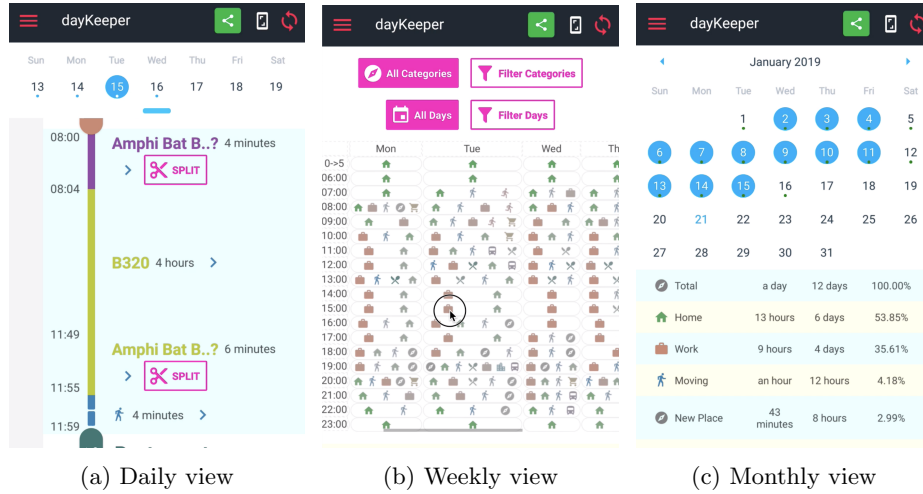 dayKeeper
Sun Mon Tue Wed Thu Fri Sat
13 14 15 16 17 18 19
08:00 Amphi Bat B..? 4 minutes
SPLIT
08:04
B320 4 hours
11:49
Amphi Bat B..? 6 minutes
SPLIT
11:55
4 minutes
11:59
(a) Daily view
dayKeeper
All Categories Filter Categories
All Days Filter Days
Mon Tue Wed Th
0->5
06:00
07:00
08:00
09:00
10:00
11:00
12:00
13:00
14:00
15:00
16:00
17:00
18:00
19:00
20:00
21:00
22:00
23:00
(b) Weekly view
dayKeeper
January 2019
Sun Mon Tue Wed Thu Fri Sat
1 2 3 4 5
6 7 8 9 10 11 12
13 14 15 16 17 18 19
20 21 22 23 24 25 26
27 28 29 30 31
Total a day 12 days 100.00%
Home 13 hours 6 days 53.85%
Work 9 hours 4 days 35.61%
Moving an hour 12 hours 4.18%
New Place 43 minutes 8 hours 2.99%
(c) Monthly view